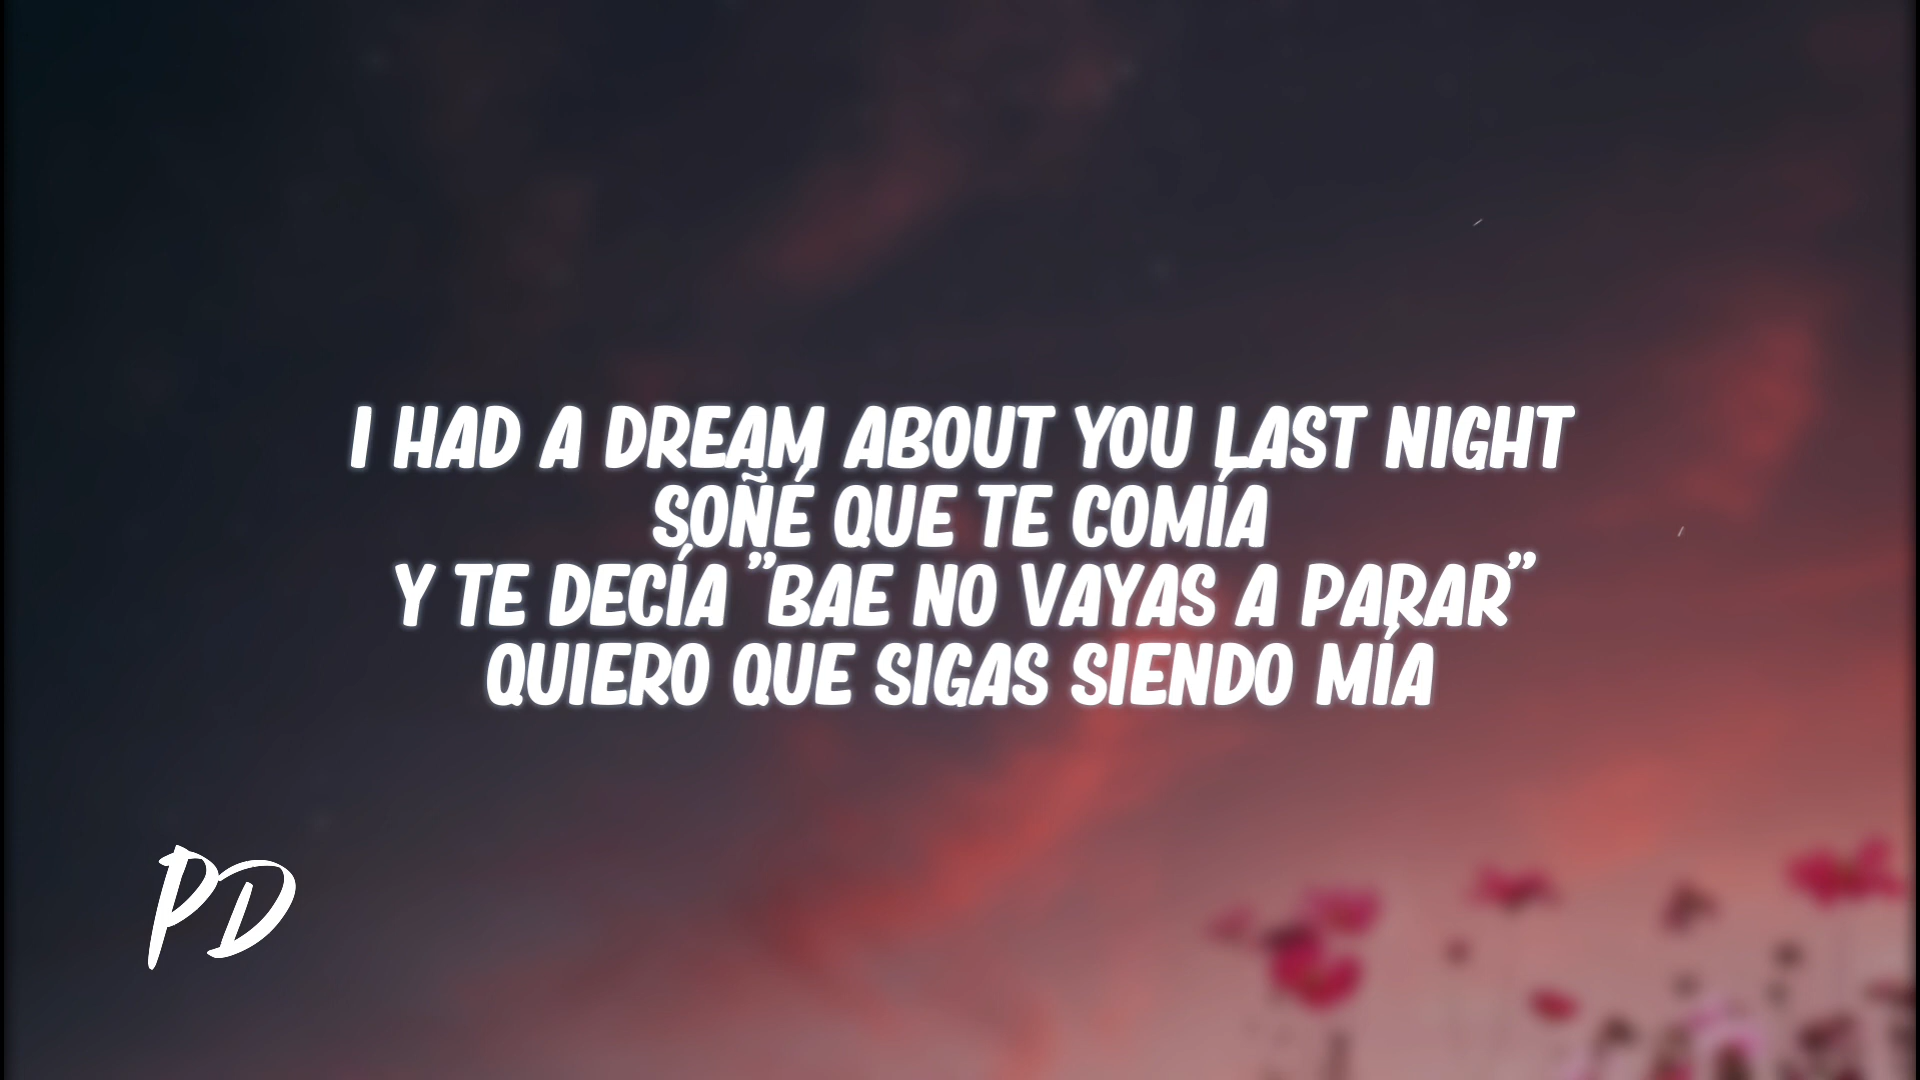 I HAD A DREAM ABOUT YOU LAST NIGHT
SOÑÉ QUE TE COMÍA
Y TE DECÍA "BAE NO VAYAS A PARAR"
QUIERO QUE SIGAS SIENDO MÍA
PD